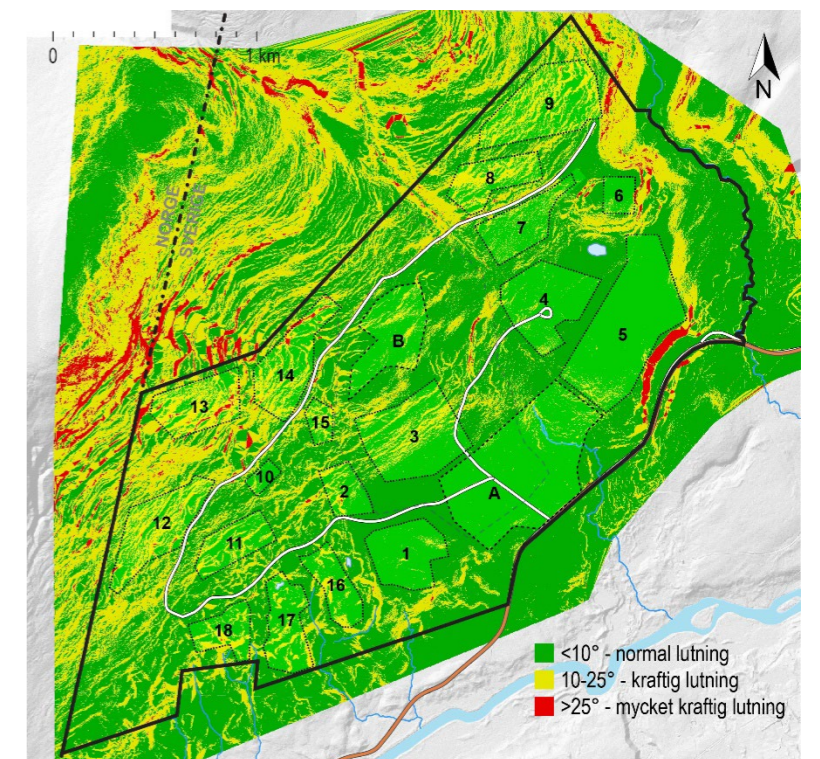 0 1 km
N
9
8
6
7
NORGE
SVERIGE
4
B
5
14
13
15
3
10
2
A
12
11
1
16
17
18
<10° - normal lutning
10-25° - kraftig lutning
>25° - mycket kraftig lutning